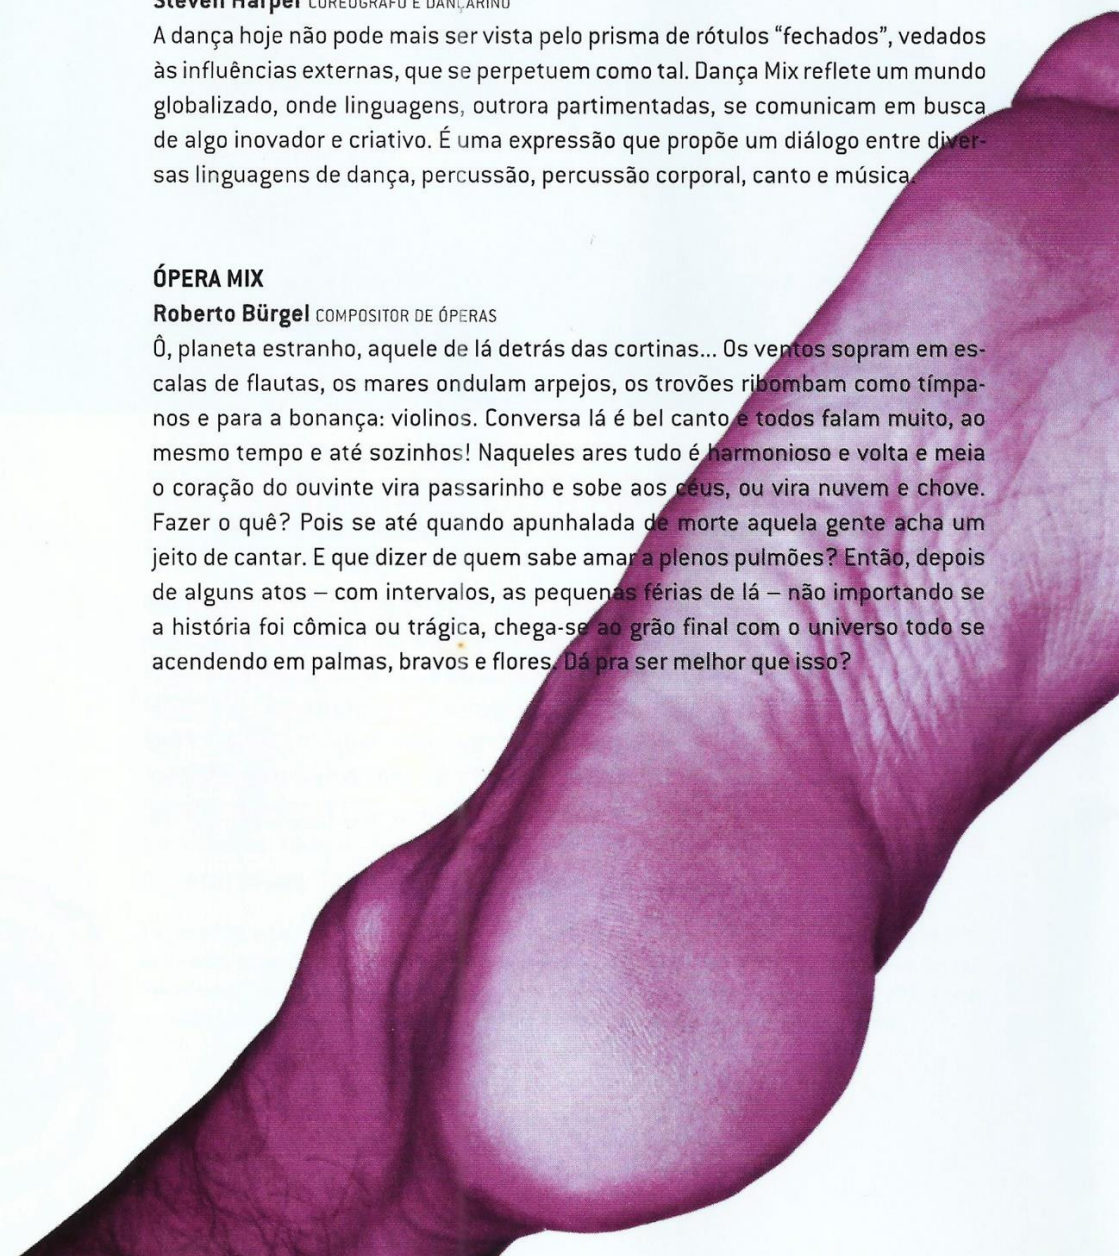 Steven Harper COREÓGRAFO E DANÇARINO
A dança hoje não pode mais ser vista pelo prisma de rótulos “fechados”, vedados
às influências externas, que se perpetuem como tal. Dança Mix reflete um mundo
globalizado, onde linguagens, outrora partimentadas, se comunicam em busca
de algo inovador e criativo. É uma expressão que propõe um diálogo entre diver-
sas linguagens de dança, percussão, percussão corporal, canto e música.
ÓPERA MIX
Roberto Bürgel COMPOSITOR DE ÓPERAS
Ô, planeta estranho, aquele de lá detrás das cortinas... Os ventos sopram em es-
calas de flautas, os mares ondulam arpejos, os trovões ribombam como tímpa-
nos e para a bonança: violinos. Conversa lá é bel canto e todos falam muito, ao
mesmo tempo e até sozinhos! Naqueles ares tudo é harmonioso e volta e meia
o coração do ouvinte vira passarinho e sobe aos céus, ou vira nuvem e chove.
Fazer o quê? Pois se até quando apunhalada de morte aquela gente acha um
jeito de cantar. E que dizer de quem sabe amar a plenos pulmões? Então, depois
de alguns atos – com intervalos, as pequenas férias de lá – não importando se
a história foi cômica ou trágica, chega-se ao grão final com o universo todo se
acendendo em palmas, bravos e flores. Dá pra ser melhor que isso?